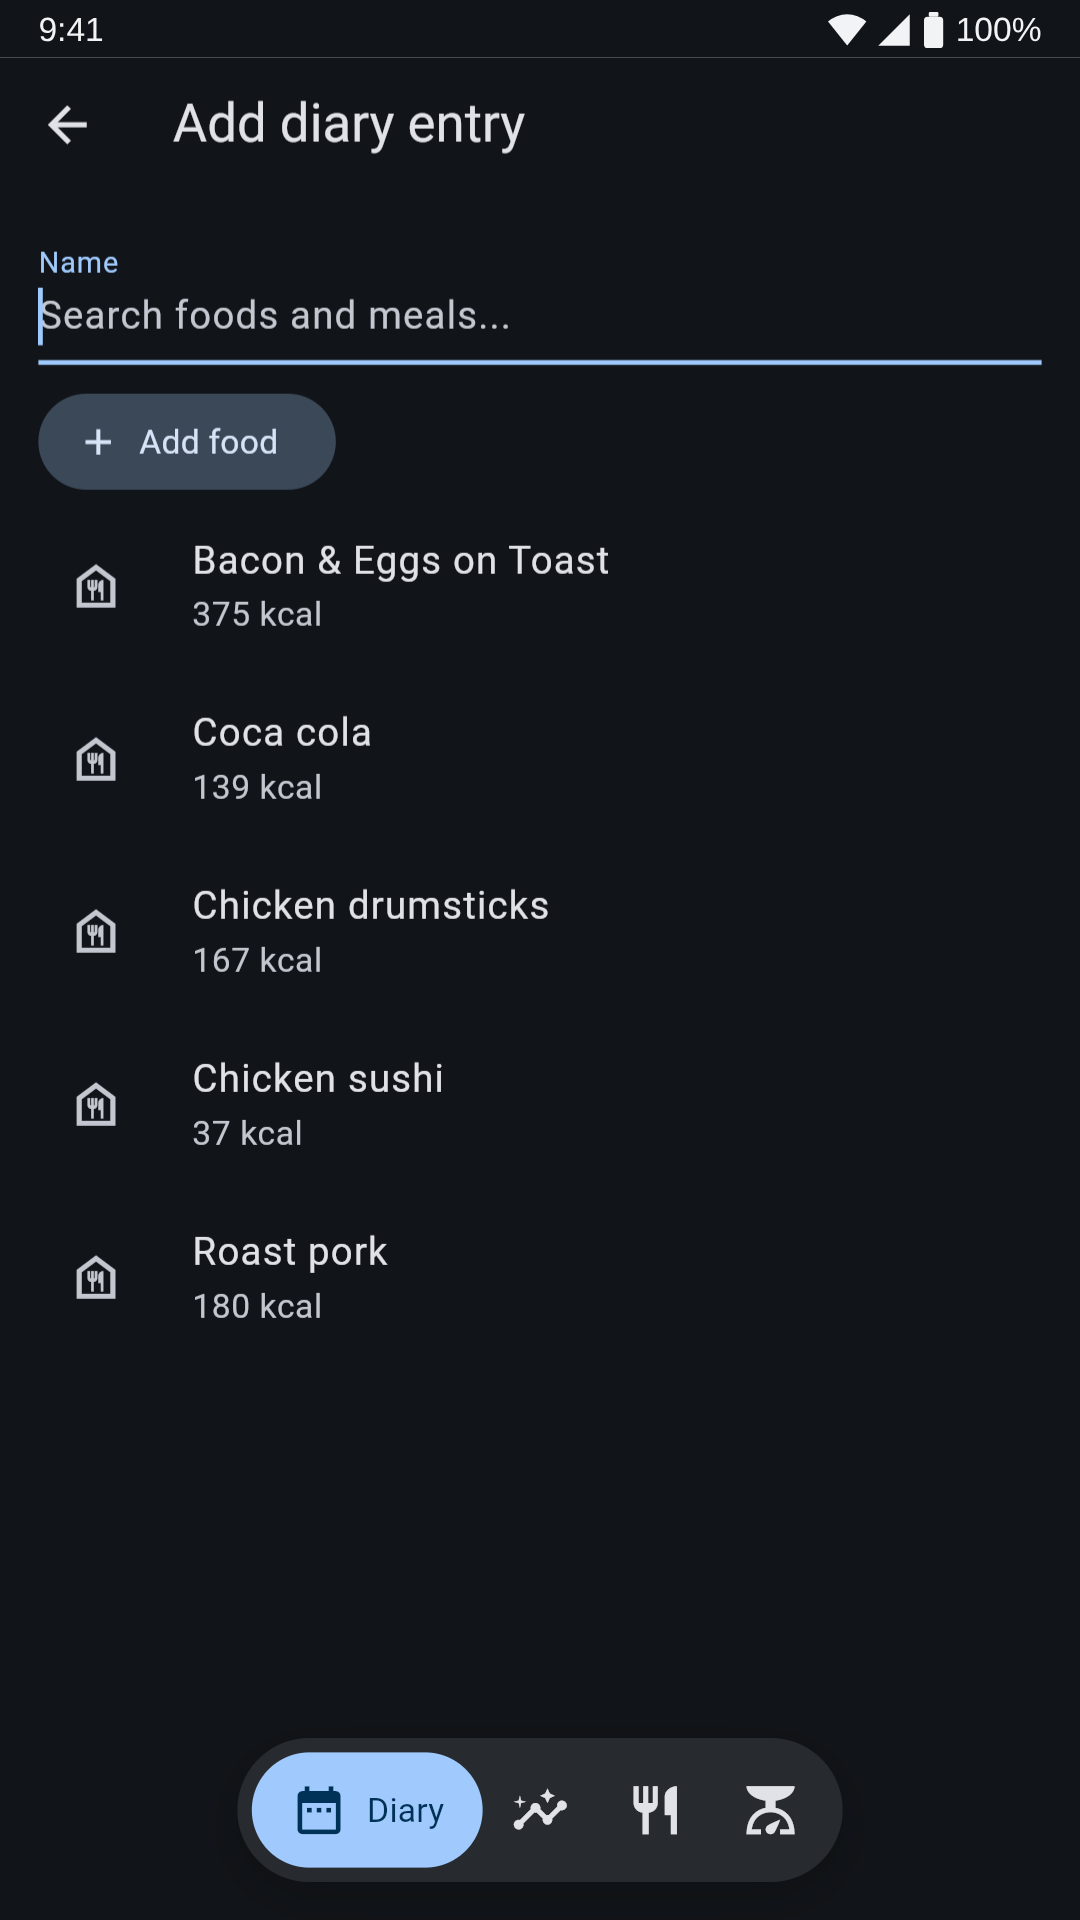 9:41
100%
Add diary entry
Name
Search foods and meals...
Add food
Bacon & Eggs on Toast
375 kcal
Coca cola
139 kcal
Chicken drumsticks
167 kcal
Chicken sushi
37 kcal
Roast pork
180 kcal
Diary